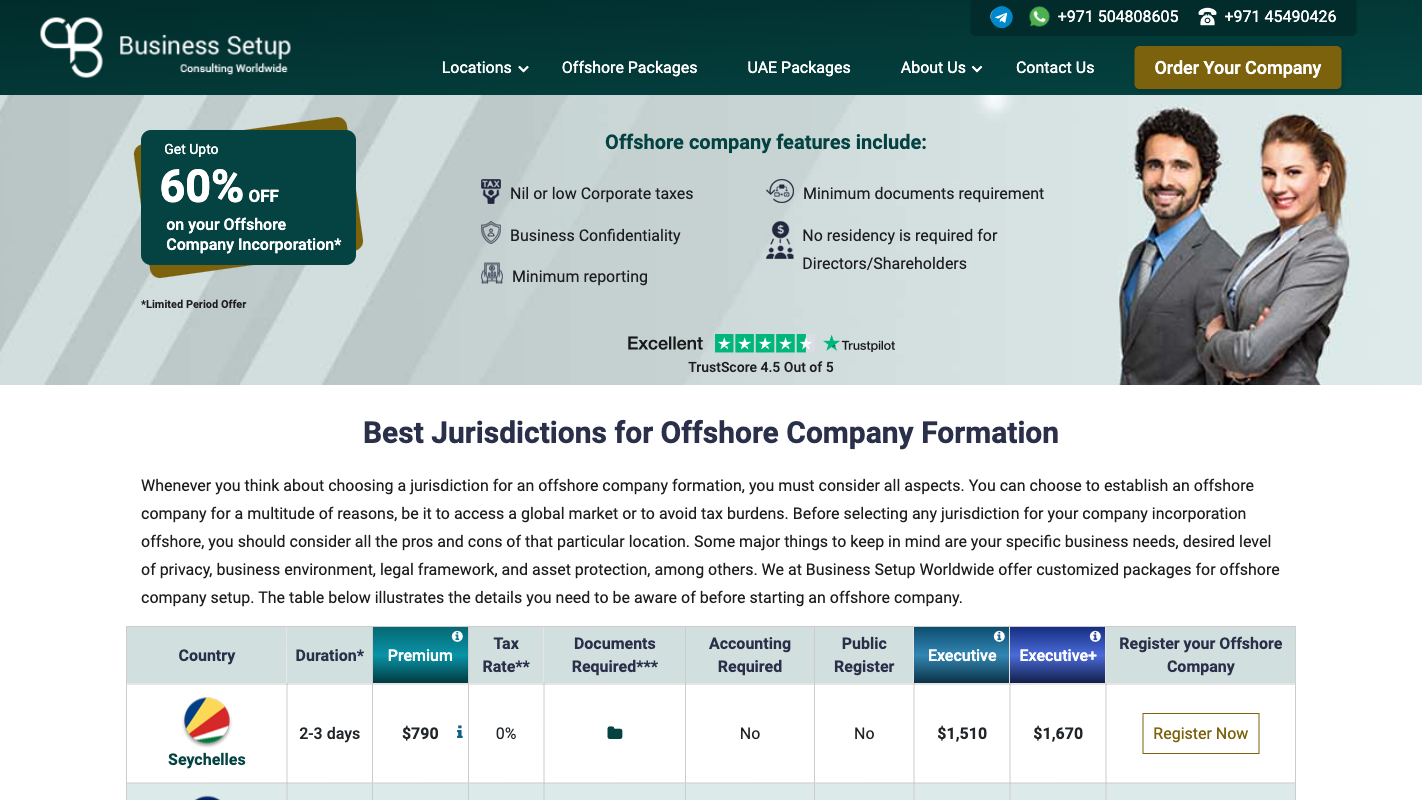 +971 504808605
+971 45490426
Business Setup
Consulting Worldwide
Locations
Offshore Packages
UAE Packages
About Us
Contact Us
Order Your Company
Get Upto
60% OFF
on your Offshore
Company Incorporation*
*Limited Period Offer
Offshore company features include:
TAX
Nil or low Corporate taxes
Minimum documents requirement
Business Confidentiality
$
No residency is required for
Directors/Shareholders
Minimum reporting
Excellent
Trustpilot
TrustScore 4.5 Out of 5
Best Jurisdictions for Offshore Company Formation
Whenever you think about choosing a jurisdiction for an offshore company formation, you must consider all aspects. You can choose to establish an offshore
company for a multitude of reasons, be it to access a global market or to avoid tax burdens. Before selecting any jurisdiction for your company incorporation
offshore, you should consider all the pros and cons of that particular location. Some major things to keep in mind are your specific business needs, desired level
of privacy, business environment, legal framework, and asset protection, among others. We at Business Setup Worldwide offer customized packages for offshore
company setup. The table below illustrates the details you need to be aware of before starting an offshore company.
Country
Duration*
Premium
Tax
Rate**
Documents
Required***
Accounting
Required
Public
Register
Executive
Executive+
Register your Offshore
Company
Seychelles
2-3 days
$790
0%
No
No
$1,510
$1,670
Register Now